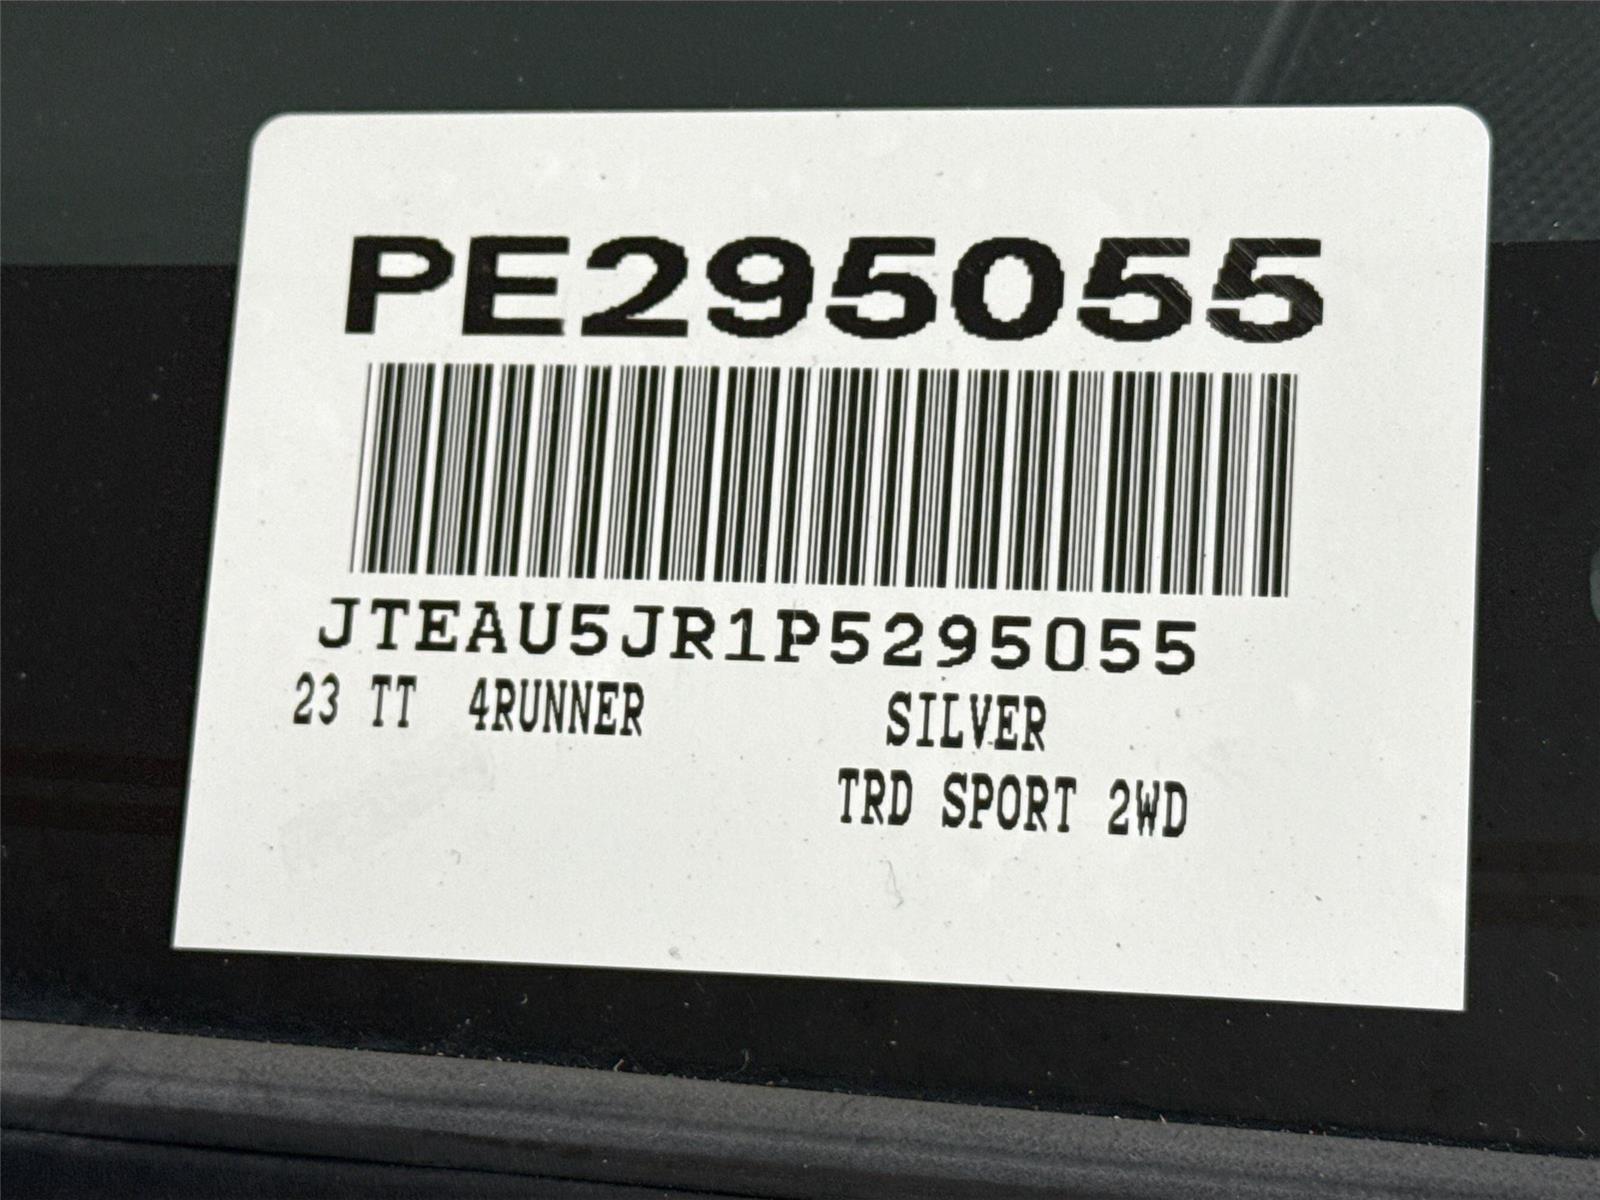 PE295055
JTEAU5JR1P5295055
23 TT 4RUNNER SILVER
TRD SPORT 2WD